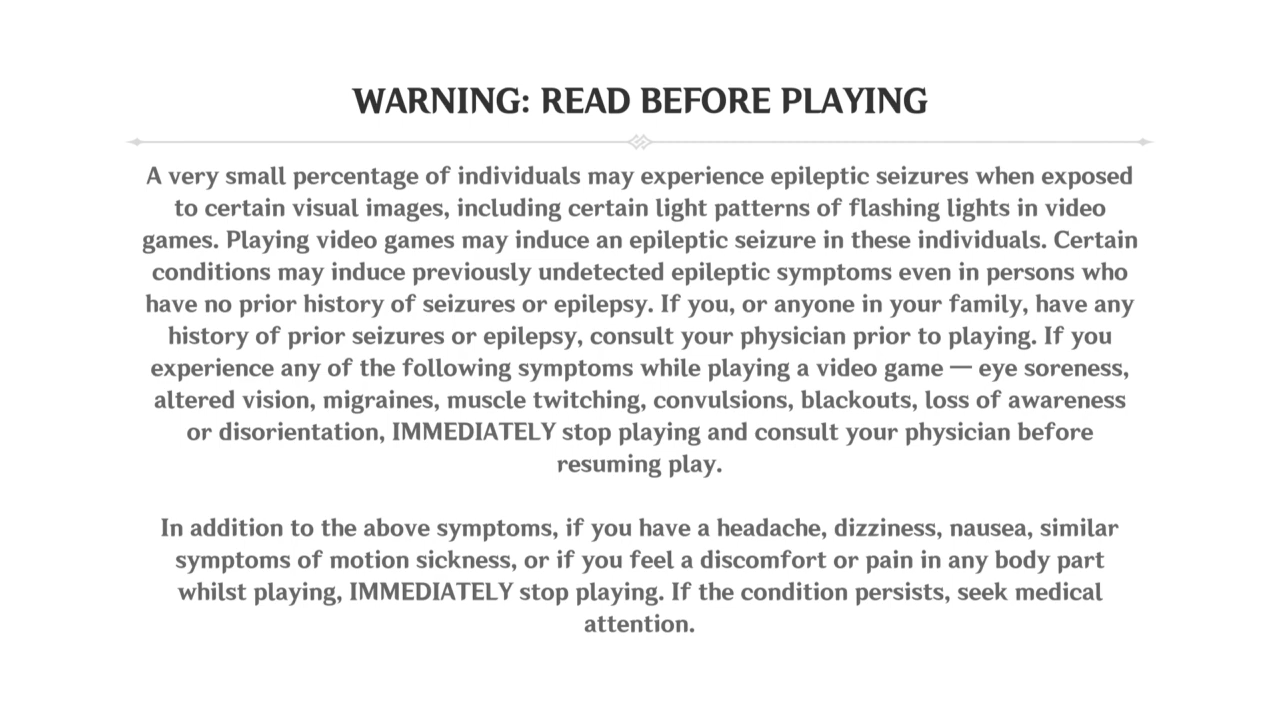 WARNING: READ BEFORE PLAYING
A very small percentage of individuals may experience epileptic seizures when exposed
to certain visual images, including certain light patterns of flashing lights in video
games. Playing video games may induce an epileptic seizure in these individuals. Certain
conditions may induce previously undetected epileptic symptoms even in persons who
have no prior history of seizures or epilepsy. If you, or anyone in your family, have any
history of prior seizures or epilepsy, consult your physician prior to playing. If you
experience any of the following symptoms while playing a video game — eye soreness,
altered vision, migraines, muscle twitching, convulsions, blackouts, loss of awareness
or disorientation, IMMEDIATELY stop playing and consult your physician before
resuming play.
In addition to the above symptoms, if you have a headache, dizziness, nausea, similar
symptoms of motion sickness, or if you feel a discomfort or pain in any body part
whilst playing, IMMEDIATELY stop playing. If the condition persists, seek medical
attention.